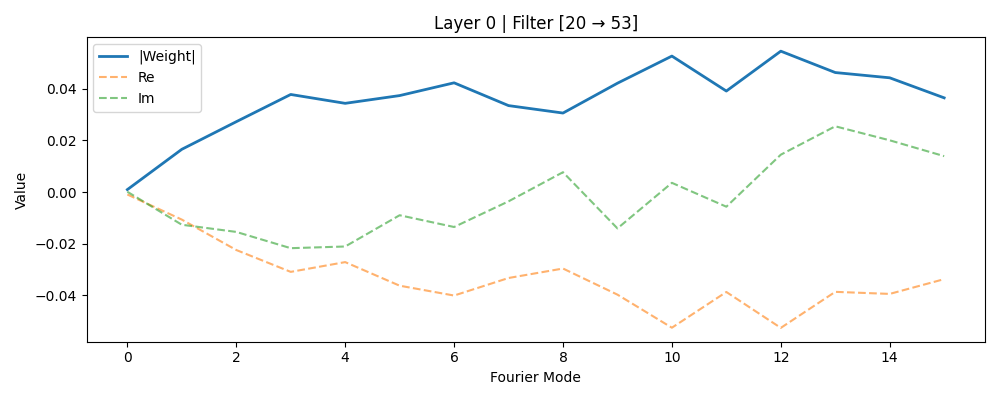 Layer 0 | Filter [20 → 53]
|Weight|
Re
Im
Value
0.04
0.02
0.00
−0.02
−0.04
0 2 4 6 8 10 12 14
Fourier Mode